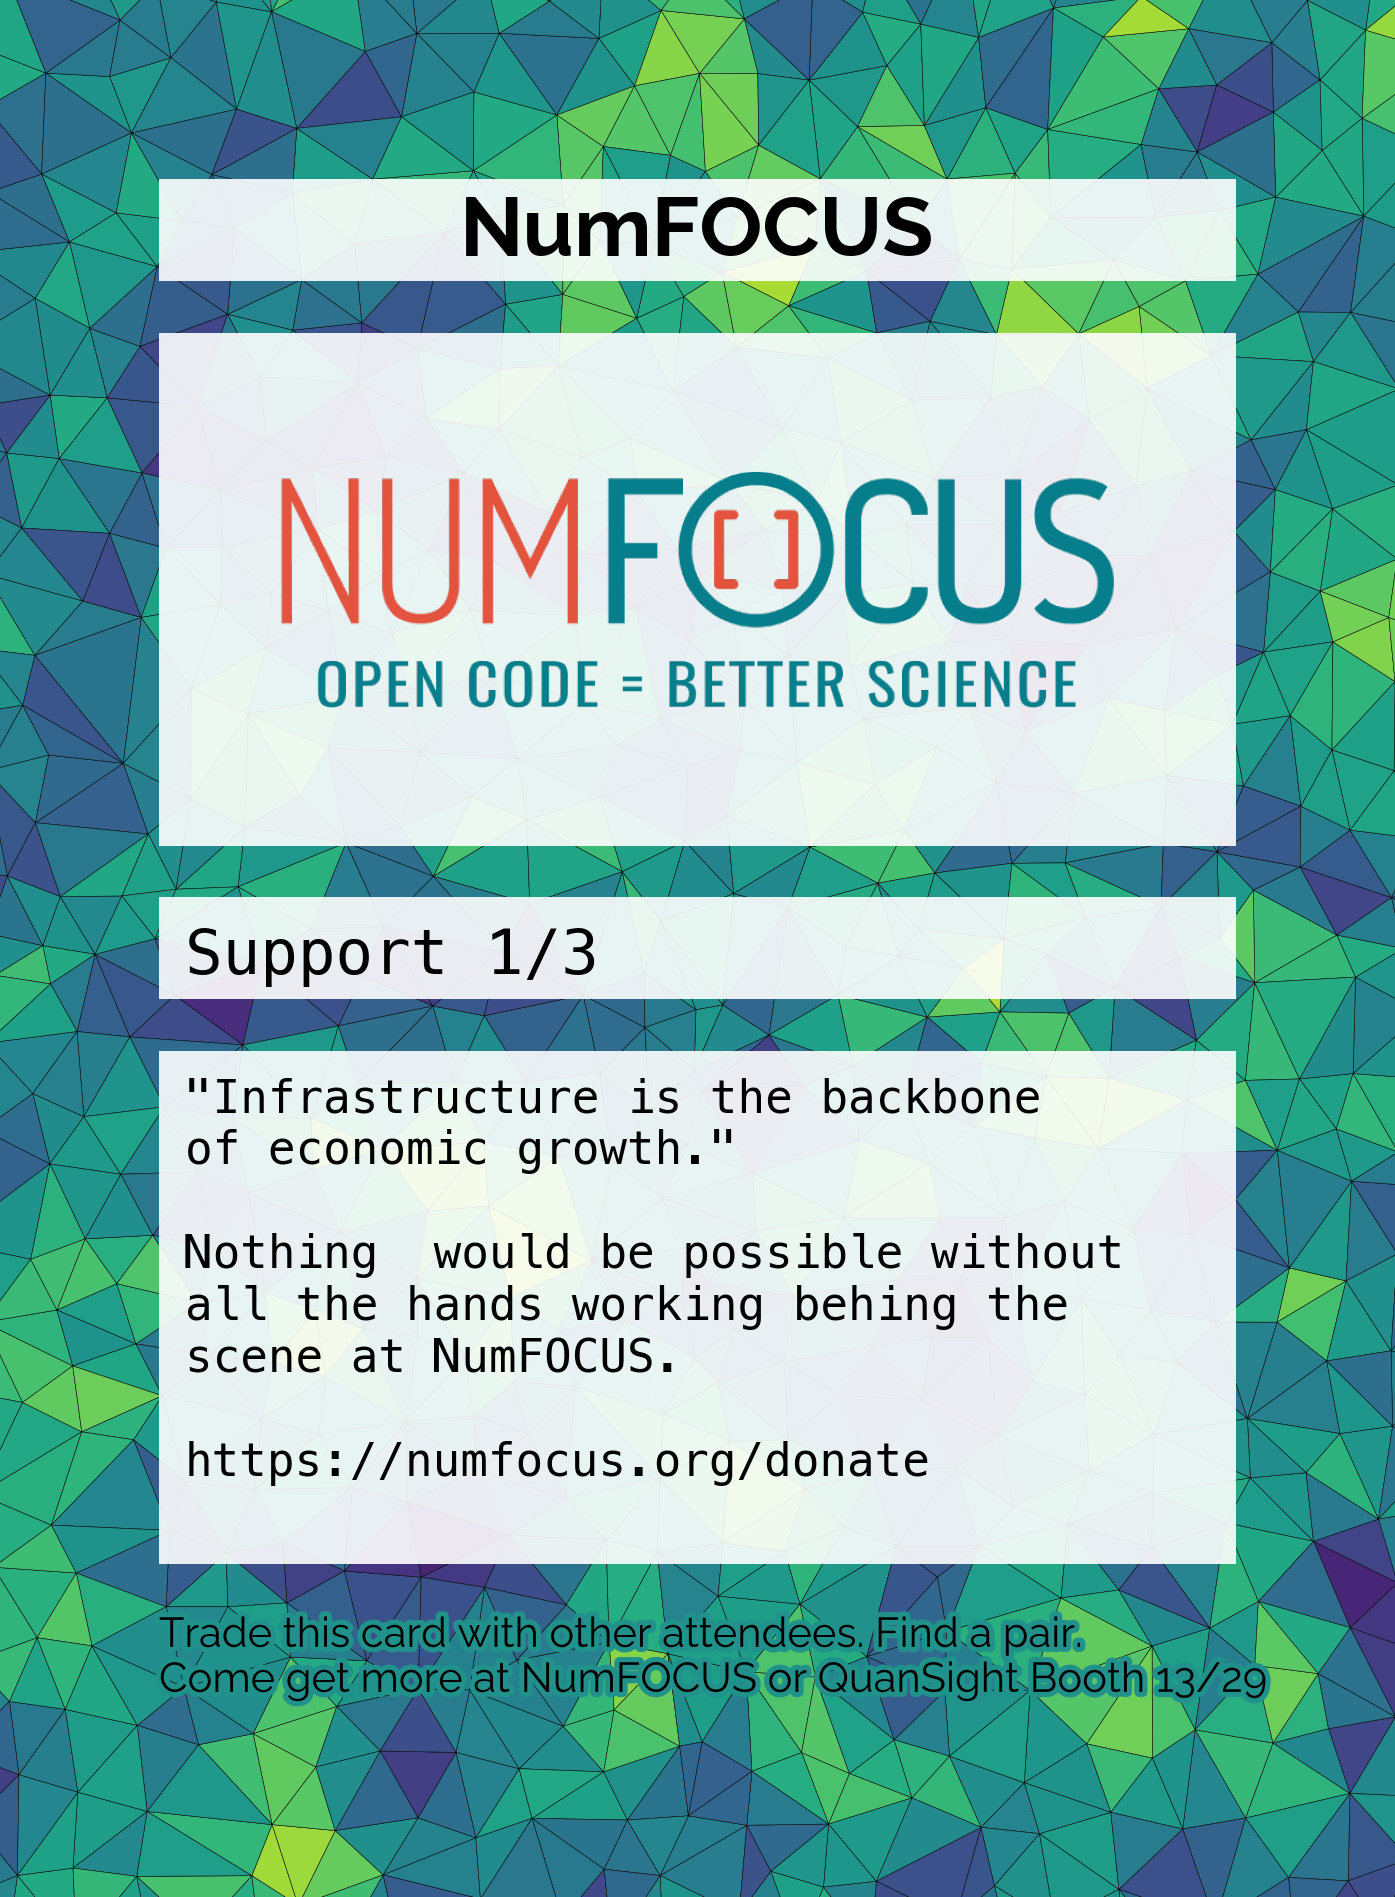 NumFOCUS
NUMF[ ]CUS
OPEN CODE = BETTER SCIENCE
Support 1/3
"Infrastructure is the backbone
of economic growth."
Nothing  would be possible without
all the hands working behing the
scene at NumFOCUS.
https://numfocus.org/donate
Trade this card with other attendees. Find a pair.
Come get more at NumFOCUS or QuanSight Booth 13/29